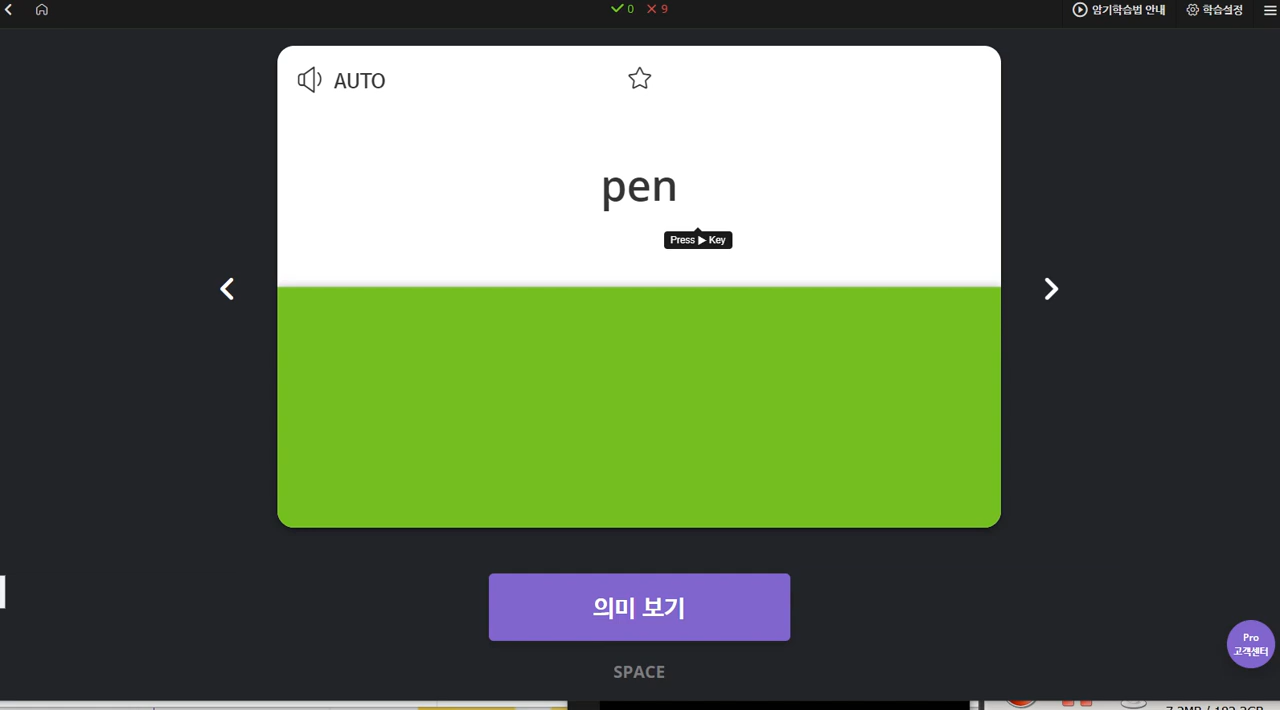 0 9 암기학습법 안내 학습설정
AUTO
pen
Press ▶ Key
의미 보기
SPACE
Pro
고객센터